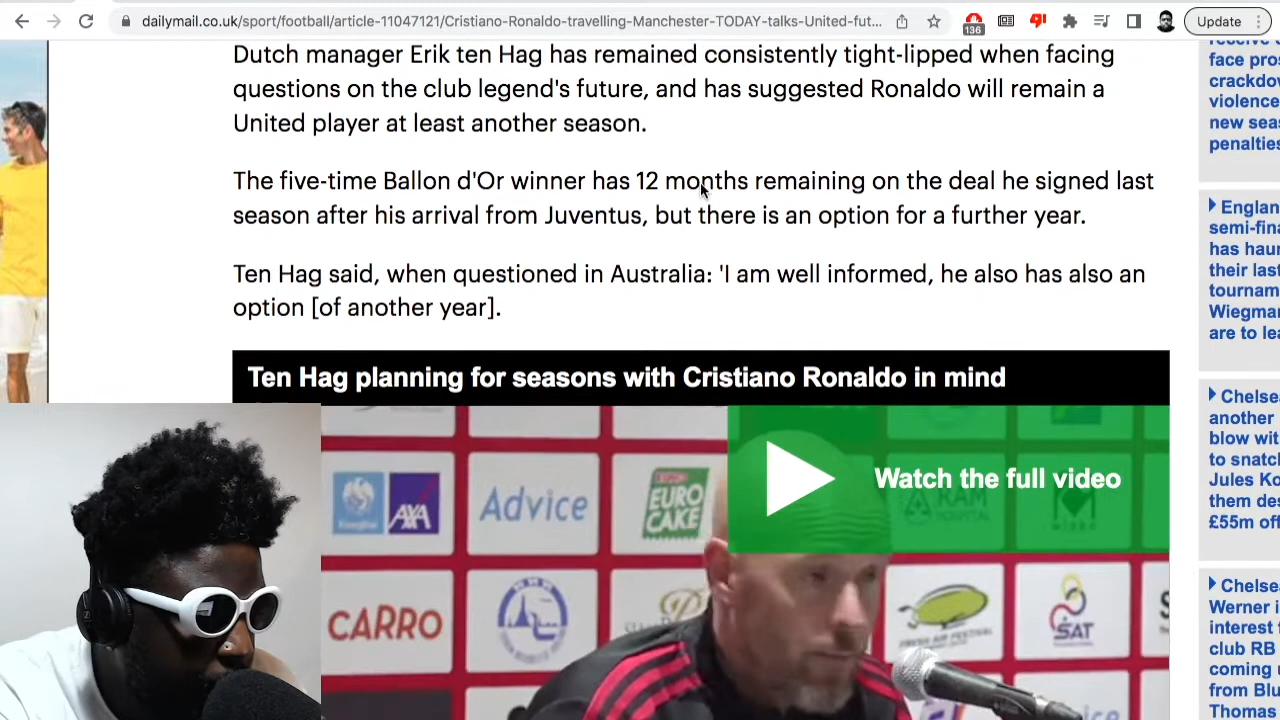 dailymail.co.uk/sport/football/article-11047121/Cristiano-Ronaldo-travelling-Manchester-TODAY-talks-United-fut...
136
Update
Dutch manager Erik ten Hag has remained consistently tight-lipped when facing
questions on the club legend's future, and has suggested Ronaldo will remain a
United player at least another season.
The five-time Ballon d'Or winner has 12 months remaining on the deal he signed last
season after his arrival from Juventus, but there is an option for a further year.
Ten Hag said, when questioned in Australia: 'I am well informed, he also has also an
option [of another year].
Ten Hag planning for seasons with Cristiano Ronaldo in mind
Watch the full video
AXA
Advice
EURO
CAKE
CARRO
SAT
face pros
crackdow
violence
new seas
penalties
Englan
semi-fina
has haun
their last
tournam
Wiegmar
are to lea
Chelse
another
blow wit
to snatch
Jules Ko
them des
£55m off
Chelse
Werner i
interest f
club RB
coming u
from Blu
Thomas